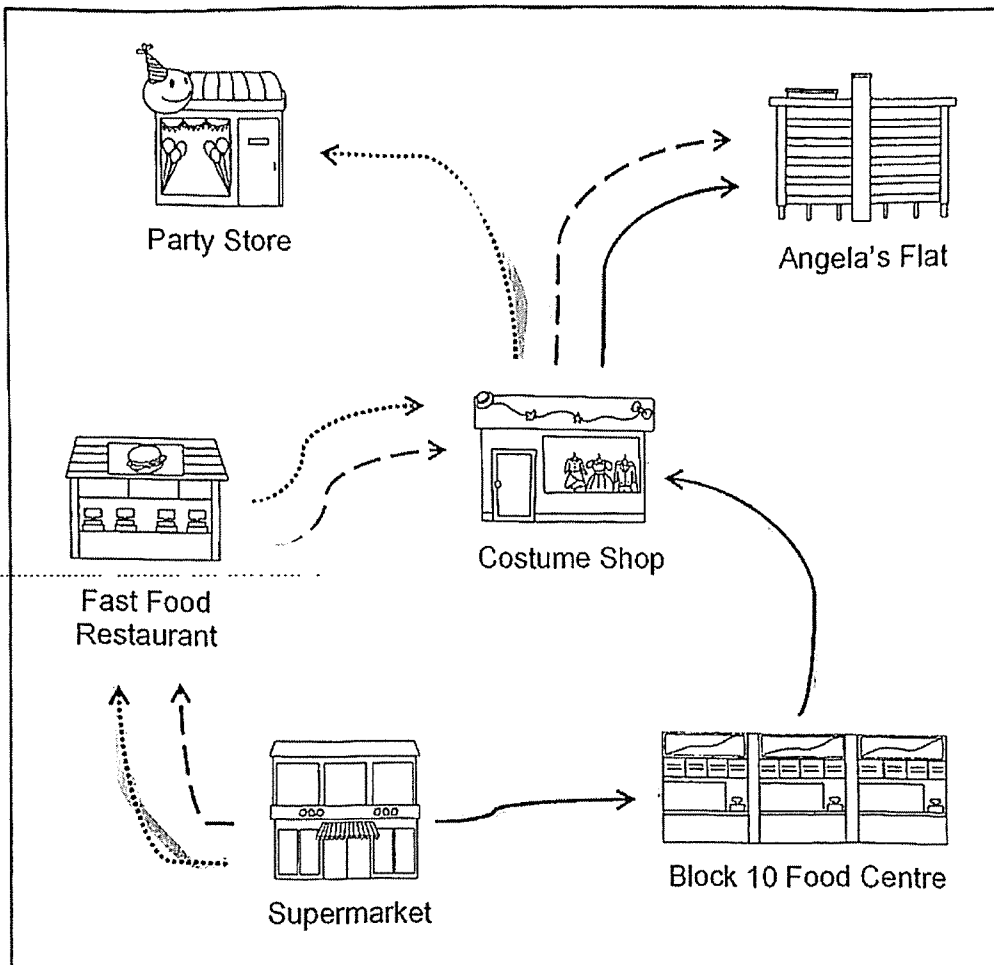 Party Store
Angela's Flat
Costume Shop
Fast Food
Restaurant
Block 10 Food Centre
Supermarket